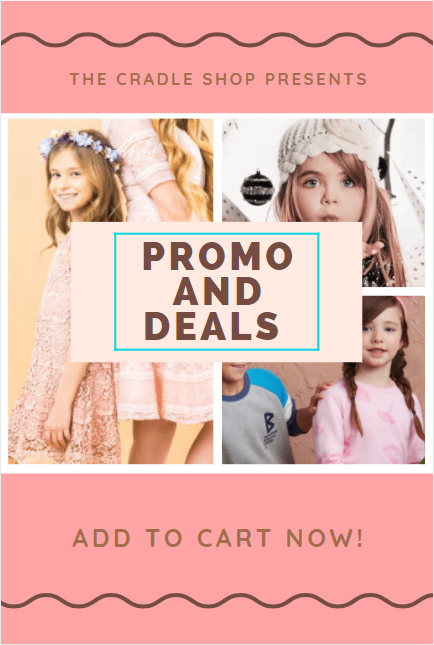 THE CRADLE SHOP PRESENTS
PROMO
AND
DEALS
B
ADD TO CART NOW!